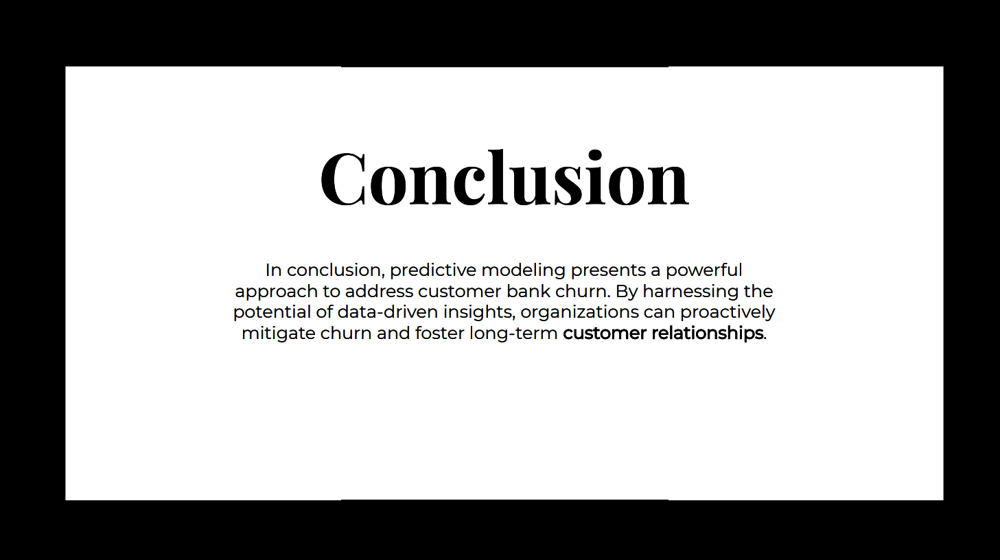 Conclusion
In conclusion, predictive modeling presents a powerful
approach to address customer bank churn. By harnessing the
potential of data-driven insights, organizations can proactively
mitigate churn and foster long-term customer relationships.